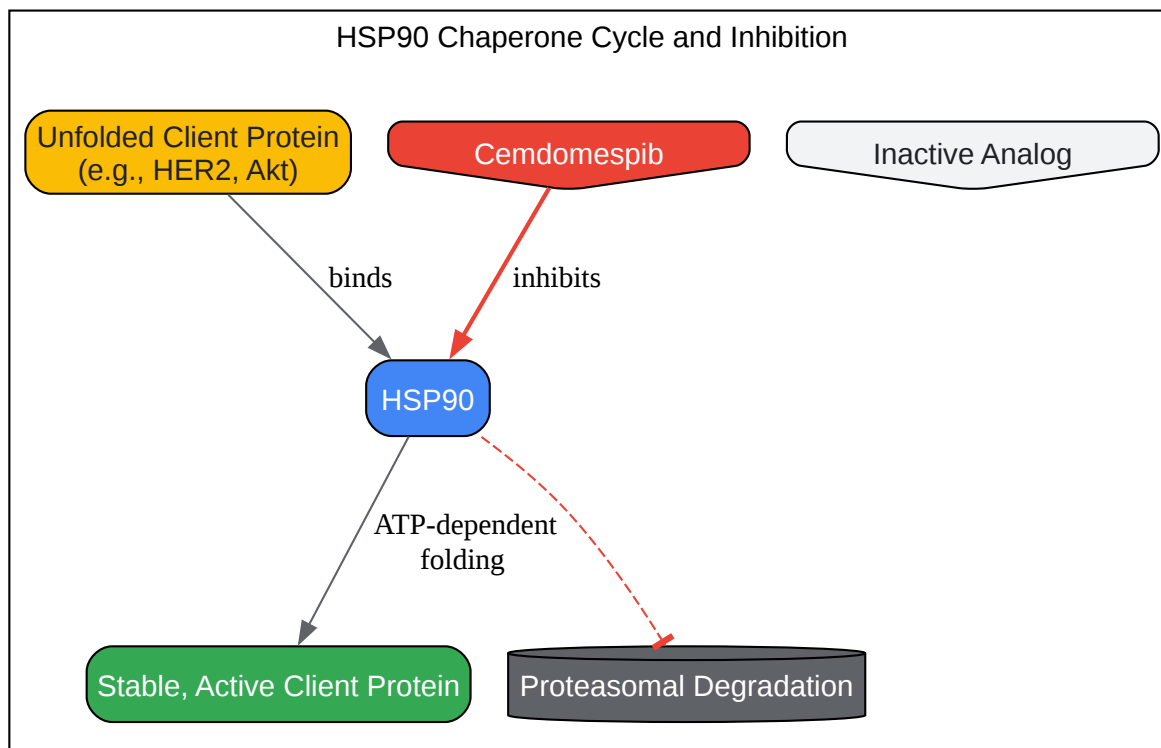 HSP90 Chaperone Cycle and Inhibition
Unfolded Client Protein
(e.g., HER2, Akt)
Cemdomespib
Inactive Analog
binds
inhibits
HSP90
ATP-dependent
folding
Stable, Active Client Protein
Proteasomal Degradation